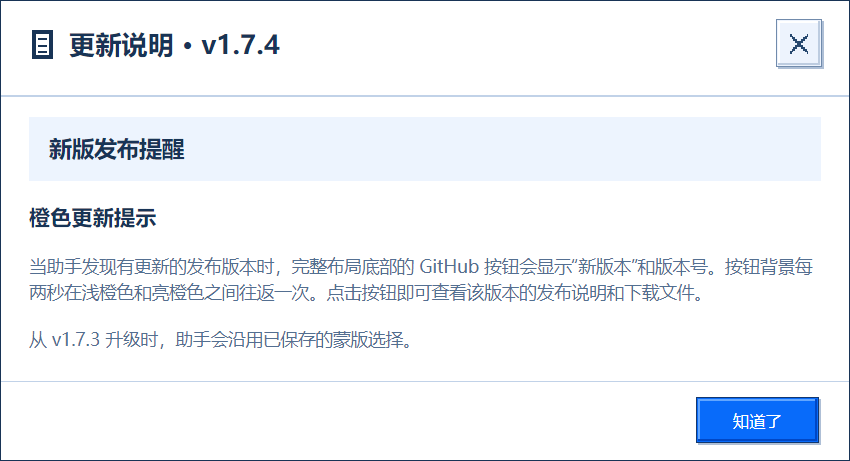 更新说明 • v1.7.4
新版发布提醒
橙色更新提示
当助手发现有更新的发布版本时，完整布局底部的 GitHub 按钮会显示“新版本”和版本号。按钮背景每
两秒在浅橙色和亮橙色之间往返一次。点击按钮即可查看该版本的发布说明和下载文件。
从 v1.7.3 升级时，助手会沿用已保存的蒙版选择。
知道了